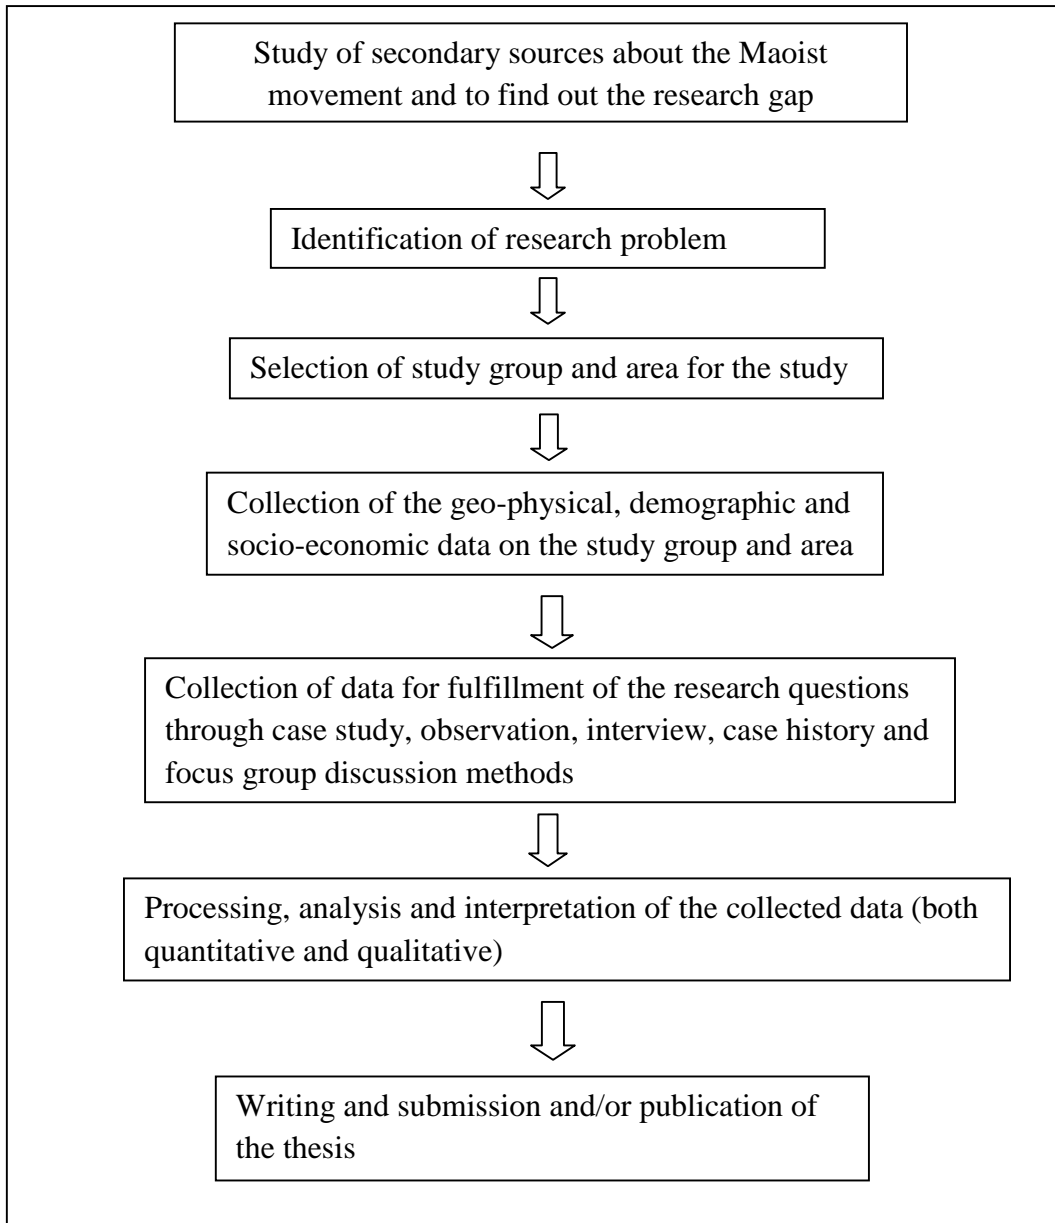 Study of secondary sources about the Maoist
movement and to find out the research gap
Identification of research problem
Selection of study group and area for the study
Collection of the geo-physical, demographic and
socio-economic data on the study group and area
Collection of data for fulfillment of the research questions
through case study, observation, interview, case history and
focus group discussion methods
Processing, analysis and interpretation of the collected data (both
quantitative and qualitative)
Writing and submission and/or publication of
the thesis